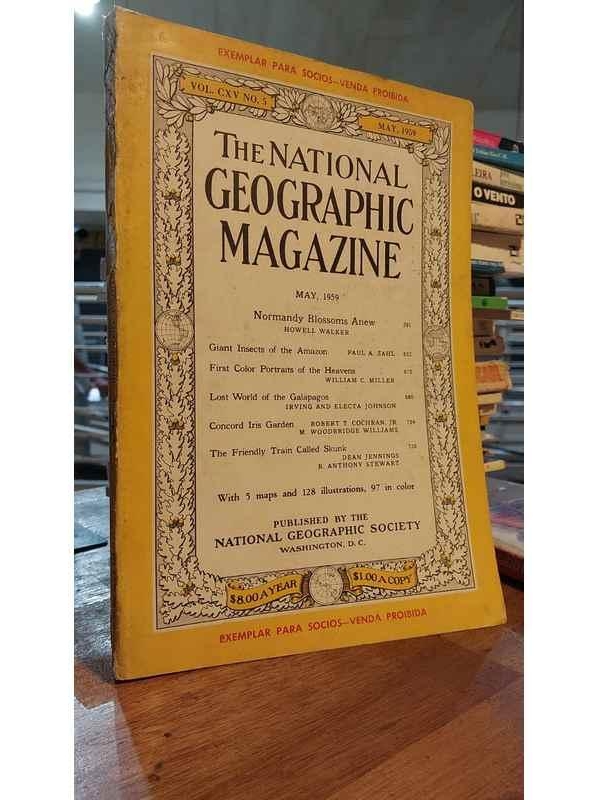 EXEMPLAR PARA SOCIOS—VENDA PROIBIDA
VOL. CXV NO. 5
MAY, 1959
THE NATIONAL
GEOGRAPHIC
MAGAZINE
MAY, 1959
Normandy Blossoms Anew
HOWELL WALKER
Giant Insects of the Amazon PAUL A. ZAHL
First Color Portraits of the Heavens
WILLIAM C. MILLER
Lost World of the Galapagos
IRVING AND ELECTA JOHNSON
Concord Iris Garden ROBERT T. COCHRAN, JR.
M. WOODBRIDGE WILLIAMS
The Friendly Train Called Skunk
DEAN JENNINGS
B. ANTHONY STEWART
With 5 maps and 128 illustrations, 97 in color
PUBLISHED BY THE
NATIONAL GEOGRAPHIC SOCIETY
WASHINGTON, D. C.
$8.00 A YEAR
$1.00 A COPY
EXEMPLAR PARA SOCIOS—VENDA PROIBIDA
O VENTO